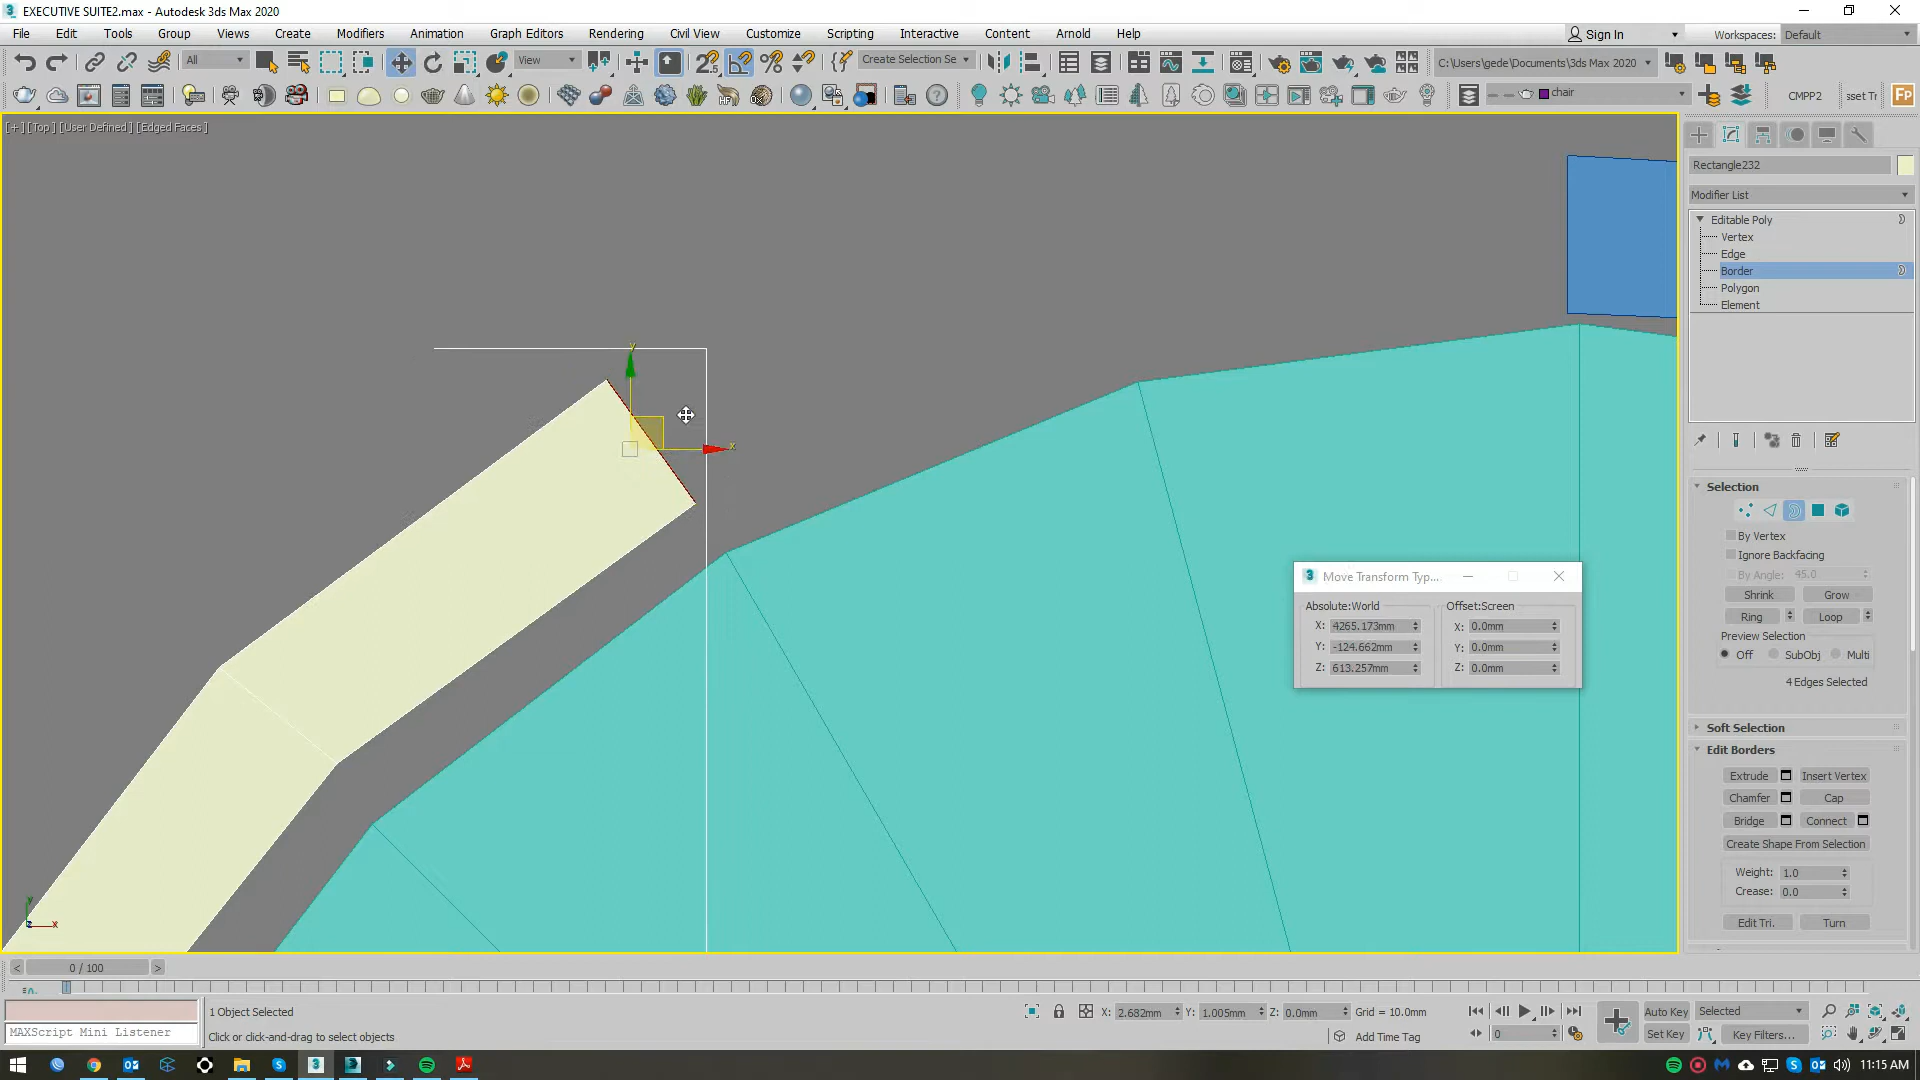 EXECUTIVE SUITE2.max - Autodesk 3ds Max 2020
File Edit Tools Group Views Create Modifiers Animation Graph Editors Rendering Civil View Customize Scripting Interactive Content Arnold Help Sign In Workspaces: Default
All View Create Selection Se C:\Users\gede\Documents\3ds Max 2020
chair CMPP2 sset Tr Fp
[+] [Top] [User Defined] [Edged Faces]
Rectangle232
Modifier List
Editable Poly
Vertex
Edge
Border
Polygon
Element
y
x
Selection
By Vertex
Ignore Backfacing
By Angle: 45.0
Shrink Grow
Ring Loop
Preview Selection
Off SubObj Multi
4 Edges Selected
Soft Selection
Edit Borders
Extrude Insert Vertex
Chamfer Cap
Bridge Connect
Create Shape From Selection
Weight: 1.0
Crease: 0.0
Edit Tri. Turn
Move Transform Typ...
Absolute:World Offset:Screen
X: 4265.173mm X: 0.0mm
Y: -124.662mm Y: 0.0mm
Z: 613.257mm Z: 0.0mm
y
x
0 / 100
1 Object Selected X: 2.682mm Y: 1.005mm Z: 0.0mm Grid = 10.0mm Auto Key Selected
MAXScript Mini Listener Click or click-and-drag to select objects Add Time Tag 0 Set Key Key Filters...
11:15 AM